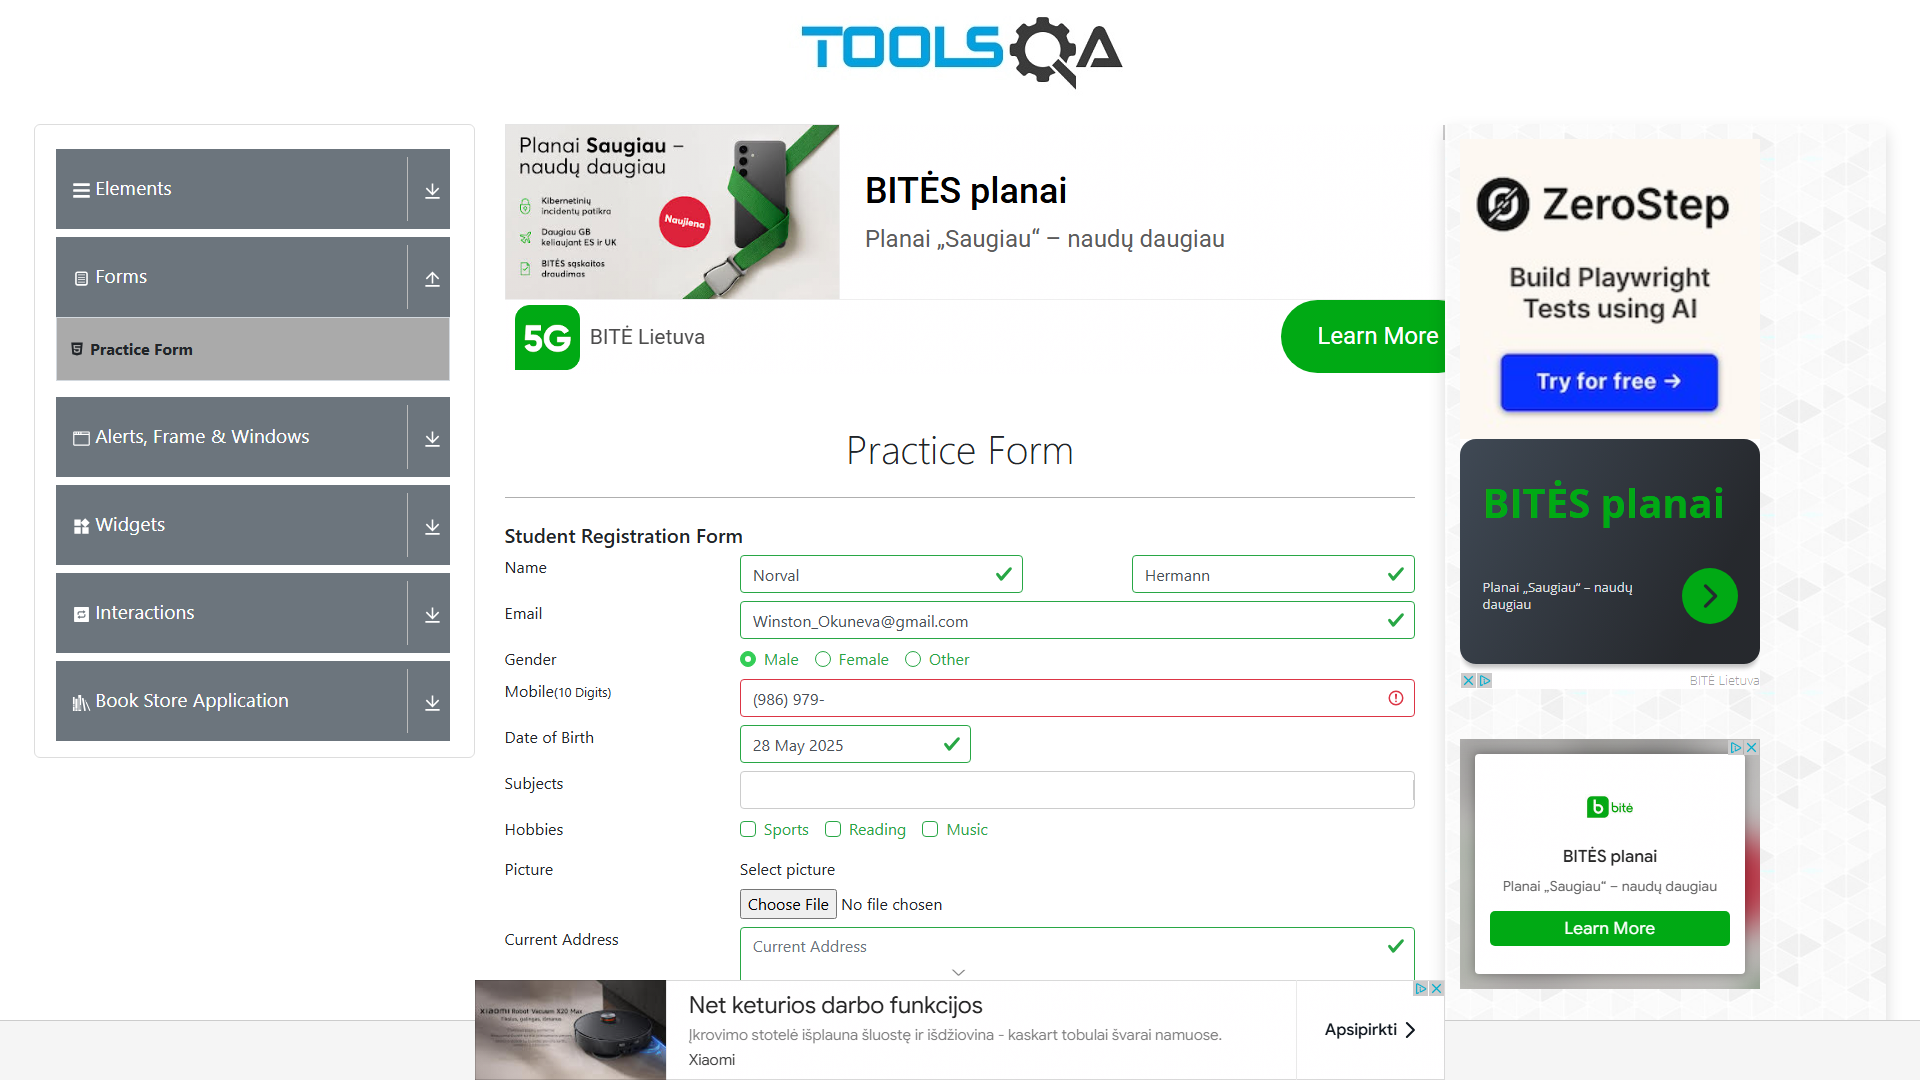 TOOLSQA
Elements
Forms
Practice Form
Alerts, Frame & Windows
Widgets
Interactions
Book Store Application
Planai Saugiau –
naudų daugiau
Kibernetinių
incidentų patikra
Daugiau GB
keliaujant ES ir UK
BITĖS sąskaitos
draudimas
Naujiena
BITĖS planai
Planai „Saugiau“ – naudų daugiau
5G
BITĖ Lietuva
Learn More
Practice Form
Student Registration Form
Name
Norval
Hermann
Email
Winston_Okuneva@gmail.com
Gender
Male
Female
Other
Mobile(10 Digits)
(986) 979-
Date of Birth
28 May 2025
Subjects
Hobbies
Sports
Reading
Music
Picture
Select picture
Choose File No file chosen
Current Address
Current Address
XIAOMI Robot Vacuum X20 Max
Net keturios darbo funkcijos
Įkrovimo stotelė išplauna šluostę ir išdžiovina - kaskart tobulai švarai namuose.
Xiaomi
Apsipirkti
ZeroStep
Build Playwright
Tests using AI
Try for free →
BITĖS planai
Planai „Saugiau“ – naudų
daugiau
BITĖ Lietuva
b bitė
BITĖS planai
Planai „Saugiau“ – naudų daugiau
Learn More